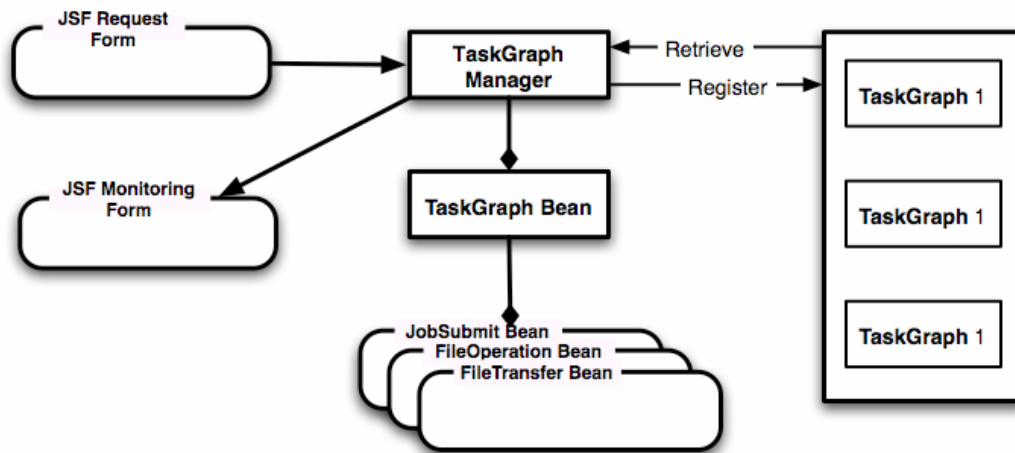 JSF Request
Form
TaskGraph
Manager
Retrieve
Register
TaskGraph 1
JSF Monitoring
Form
TaskGraph Bean
TaskGraph 1
TaskGraph 1
JobSubmit Bean
FileOperation Bean
FileTransfer Bean